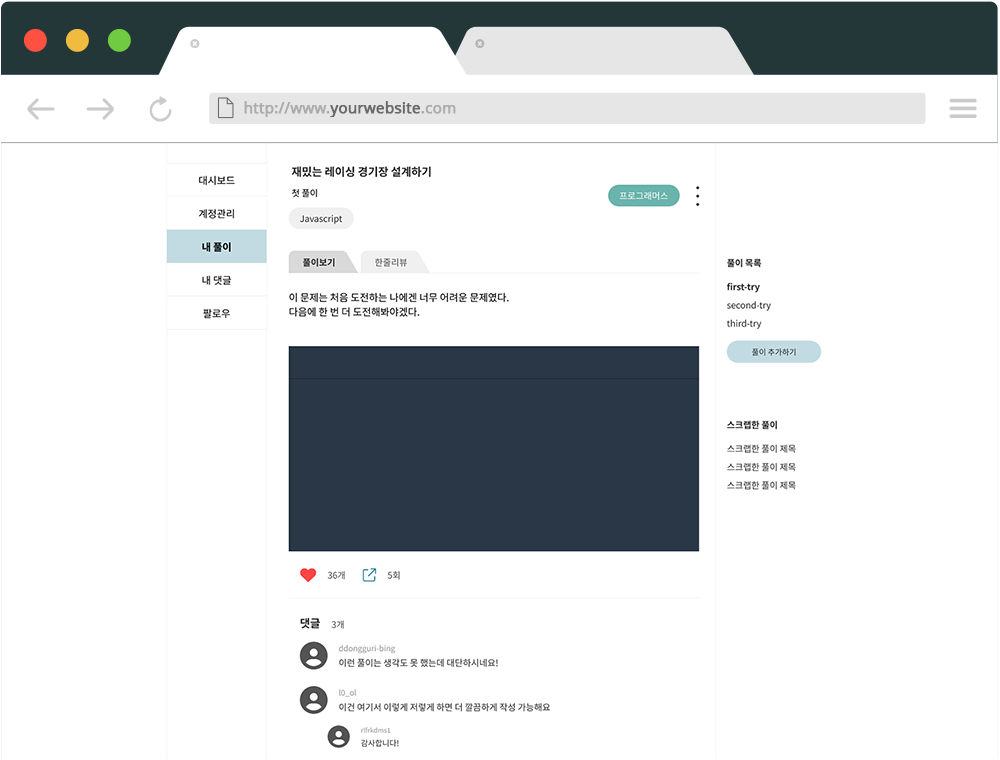 http://www.yourwebsite.com
대시보드
계정관리
내 풀이
내 댓글
팔로우
재밌는 레이싱 경기장 설계하기
첫 풀이
프로그래머스
Javascript
풀이보기
한줄리뷰
이 문제는 처음 도전하는 나에겐 너무 어려운 문제였다.
다음에 한 번 더 도전해봐야겠다.
36개
5회
댓글 3개
ddongguri-bing
이런 풀이는 생각도 못 했는데 대단하시네요!
l0_ol
이건 여기서 이렇게 저렇게 하면 더 깔끔하게 작성 가능해요
rlfrkdms1
감사합니다!
풀이 목록
first-try
second-try
third-try
풀이 추가하기
스크랩한 풀이
스크랩한 풀이 제목
스크랩한 풀이 제목
스크랩한 풀이 제목